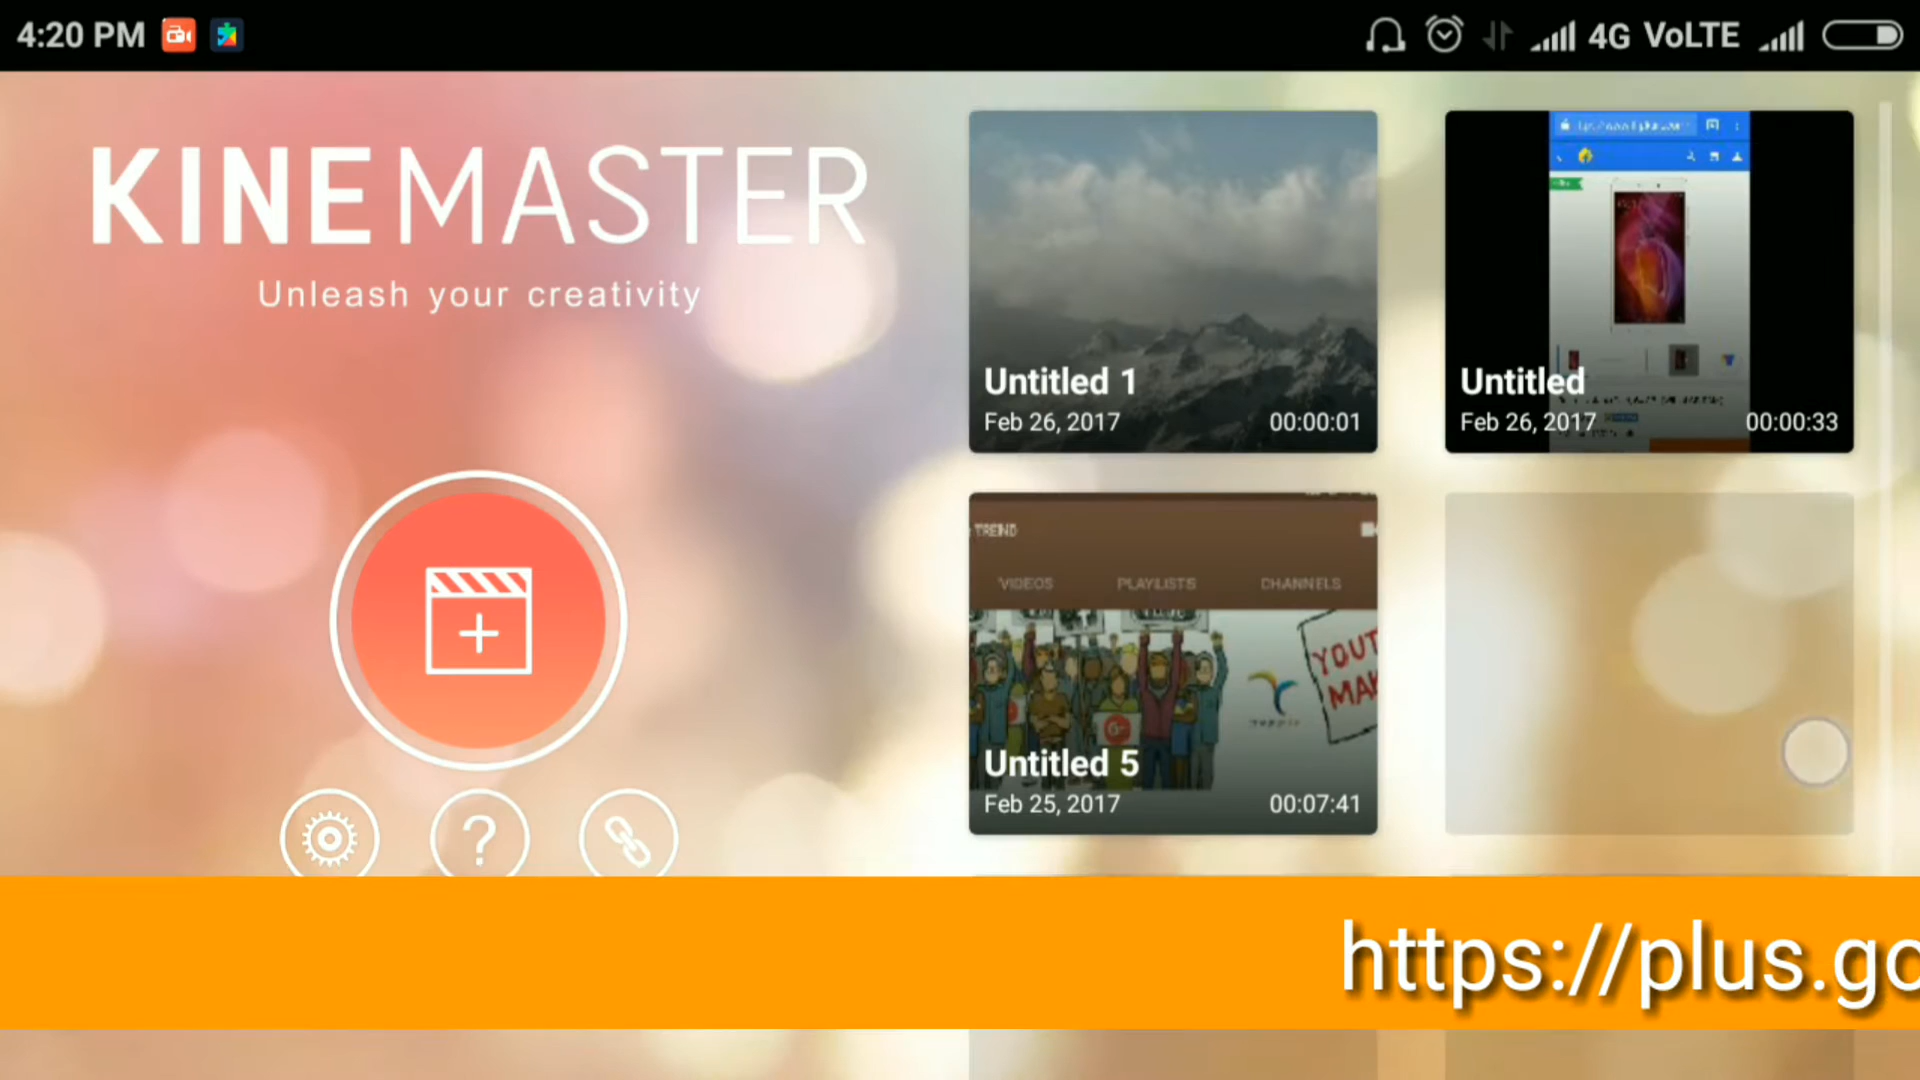 4:20 PM
4G VoLTE
KINEMASTER
Unleash your creativity
Untitled 1
Feb 26, 2017 00:00:01
Untitled
Feb 26, 2017 00:00:33
TREND
VIDEOS PLAYLISTS CHANNELS
YOUT
MAK
Untitled 5
Feb 25, 2017 00:07:41
https://plus.go